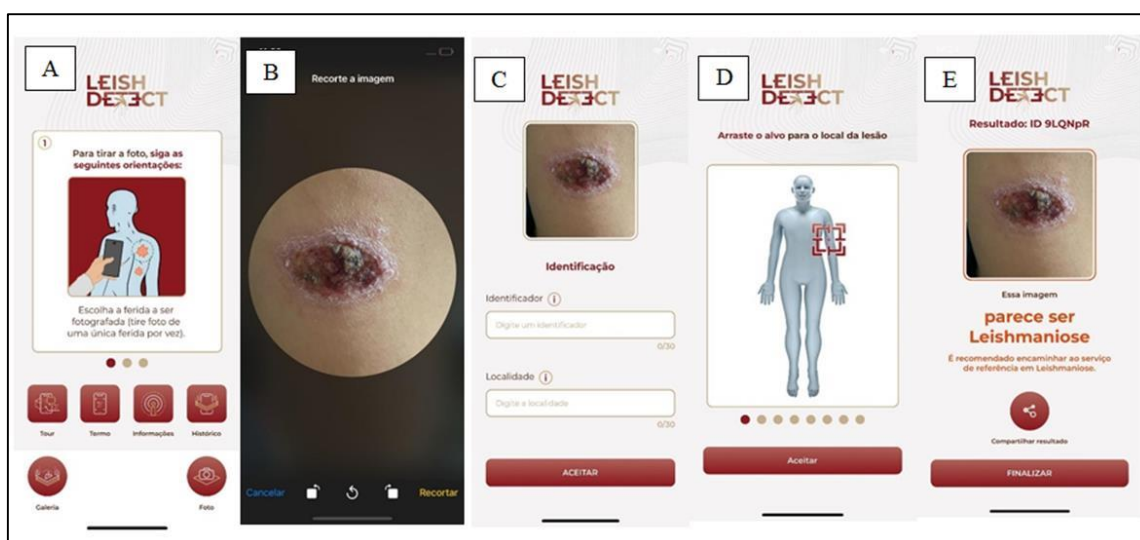 A
LEISH
DETECT
1
Para tirar a foto, siga as
seguintes orientações:
Escolha a ferida a ser
fotografada (tire foto de
uma única ferida por vez).
Tour
Termo
Informações
Histórico
Galeria
Foto
B
Recorte a imagem
Cancelar
Recortar
C
LEISH
DETECT
Identificação
Identificador i
Digite um identificador
0/30
Localidade i
Digite a localidade
0/30
ACEITAR
D
LEISH
DETECT
Arraste o alvo para o local da lesão
Aceitar
E
LEISH
DETECT
Resultado: ID 9LQNpR
Essa imagem
parece ser
Leishmaniose
É recomendado encaminhar ao serviço
de referência em Leishmaniose.
Compartilhar resultado
FINALIZAR